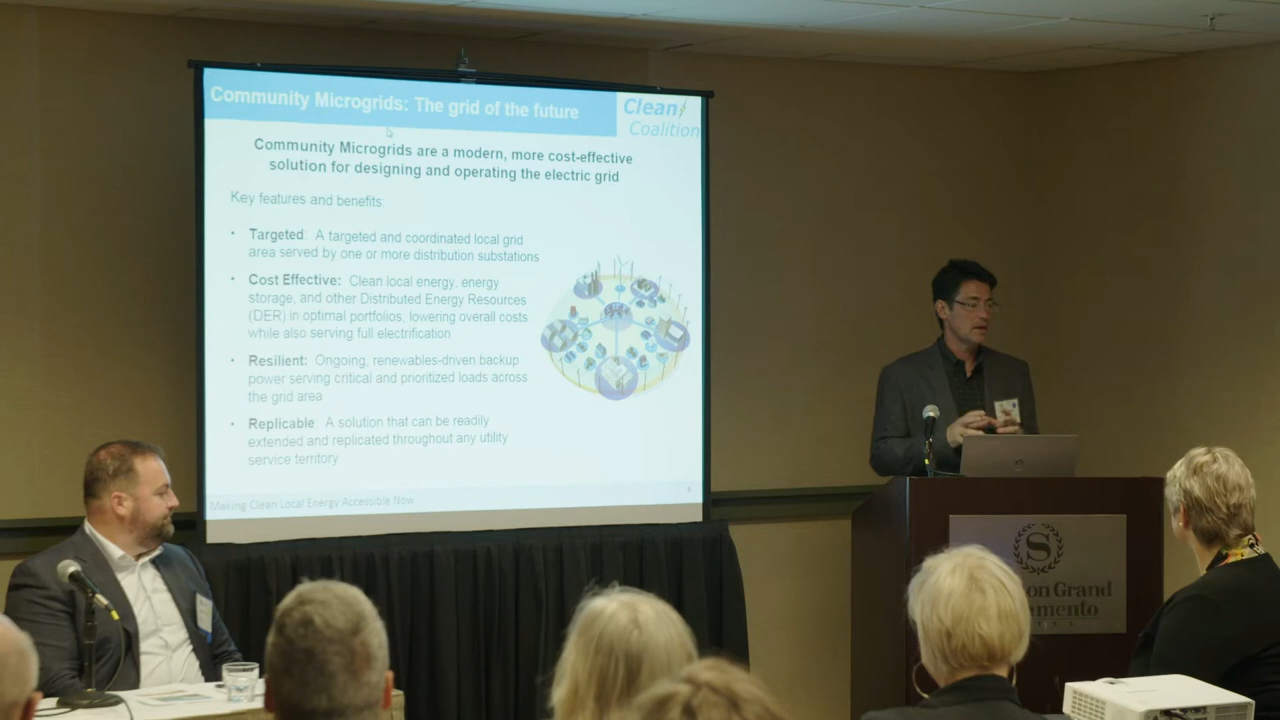 Community Microgrids: The grid of the future
Clean
Coalition
Community Microgrids are a modern, more cost-effective
solution for designing and operating the electric grid
Key features and benefits:
• Targeted: A targeted and coordinated local grid
area served by one or more distribution substations
• Cost Effective: Clean local energy, energy
storage, and other Distributed Energy Resources
(DER) in optimal portfolios, lowering overall costs
while also serving full electrification
• Resilient: Ongoing, renewables-driven backup
power serving critical and prioritized loads across
the grid area
• Replicable: A solution that can be readily
extended and replicated throughout any utility
service territory
Making Clean Local Energy Accessible Now
S
on Grand
mento